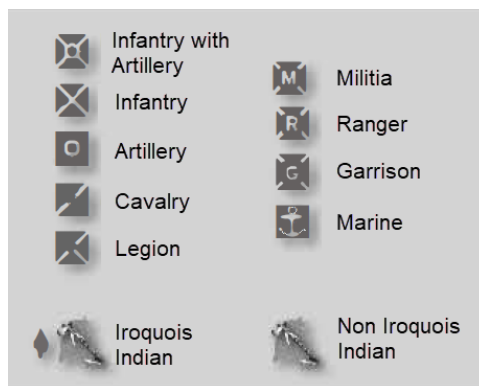 Infantry with
Artillery
Infantry
O
Artillery
Cavalry
Legion
M
Militia
R
Ranger
G
Garrison
Marine
Iroquois
Indian
Non Iroquois
Indian